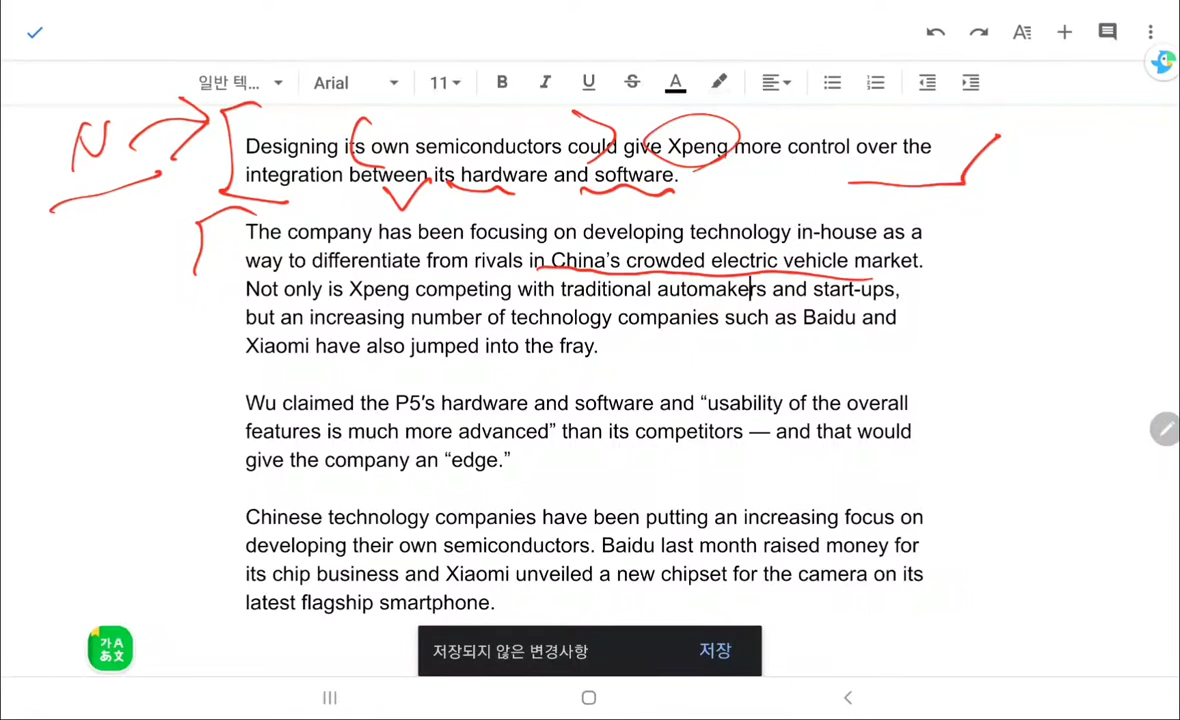 일반 텍...
Arial
11
B
I
U
S
A
N
Designing its own semiconductors could give Xpeng more control over the
integration between its hardware and software.
The company has been focusing on developing technology in-house as a
way to differentiate from rivals in China’s crowded electric vehicle market.
Not only is Xpeng competing with traditional automakers and start-ups,
but an increasing number of technology companies such as Baidu and
Xiaomi have also jumped into the fray.
Wu claimed the P5’s hardware and software and “usability of the overall
features is much more advanced” than its competitors — and that would
give the company an “edge.”
Chinese technology companies have been putting an increasing focus on
developing their own semiconductors. Baidu last month raised money for
its chip business and Xiaomi unveiled a new chipset for the camera on its
latest flagship smartphone.
가A
あ文
저장되지 않은 변경사항
저장